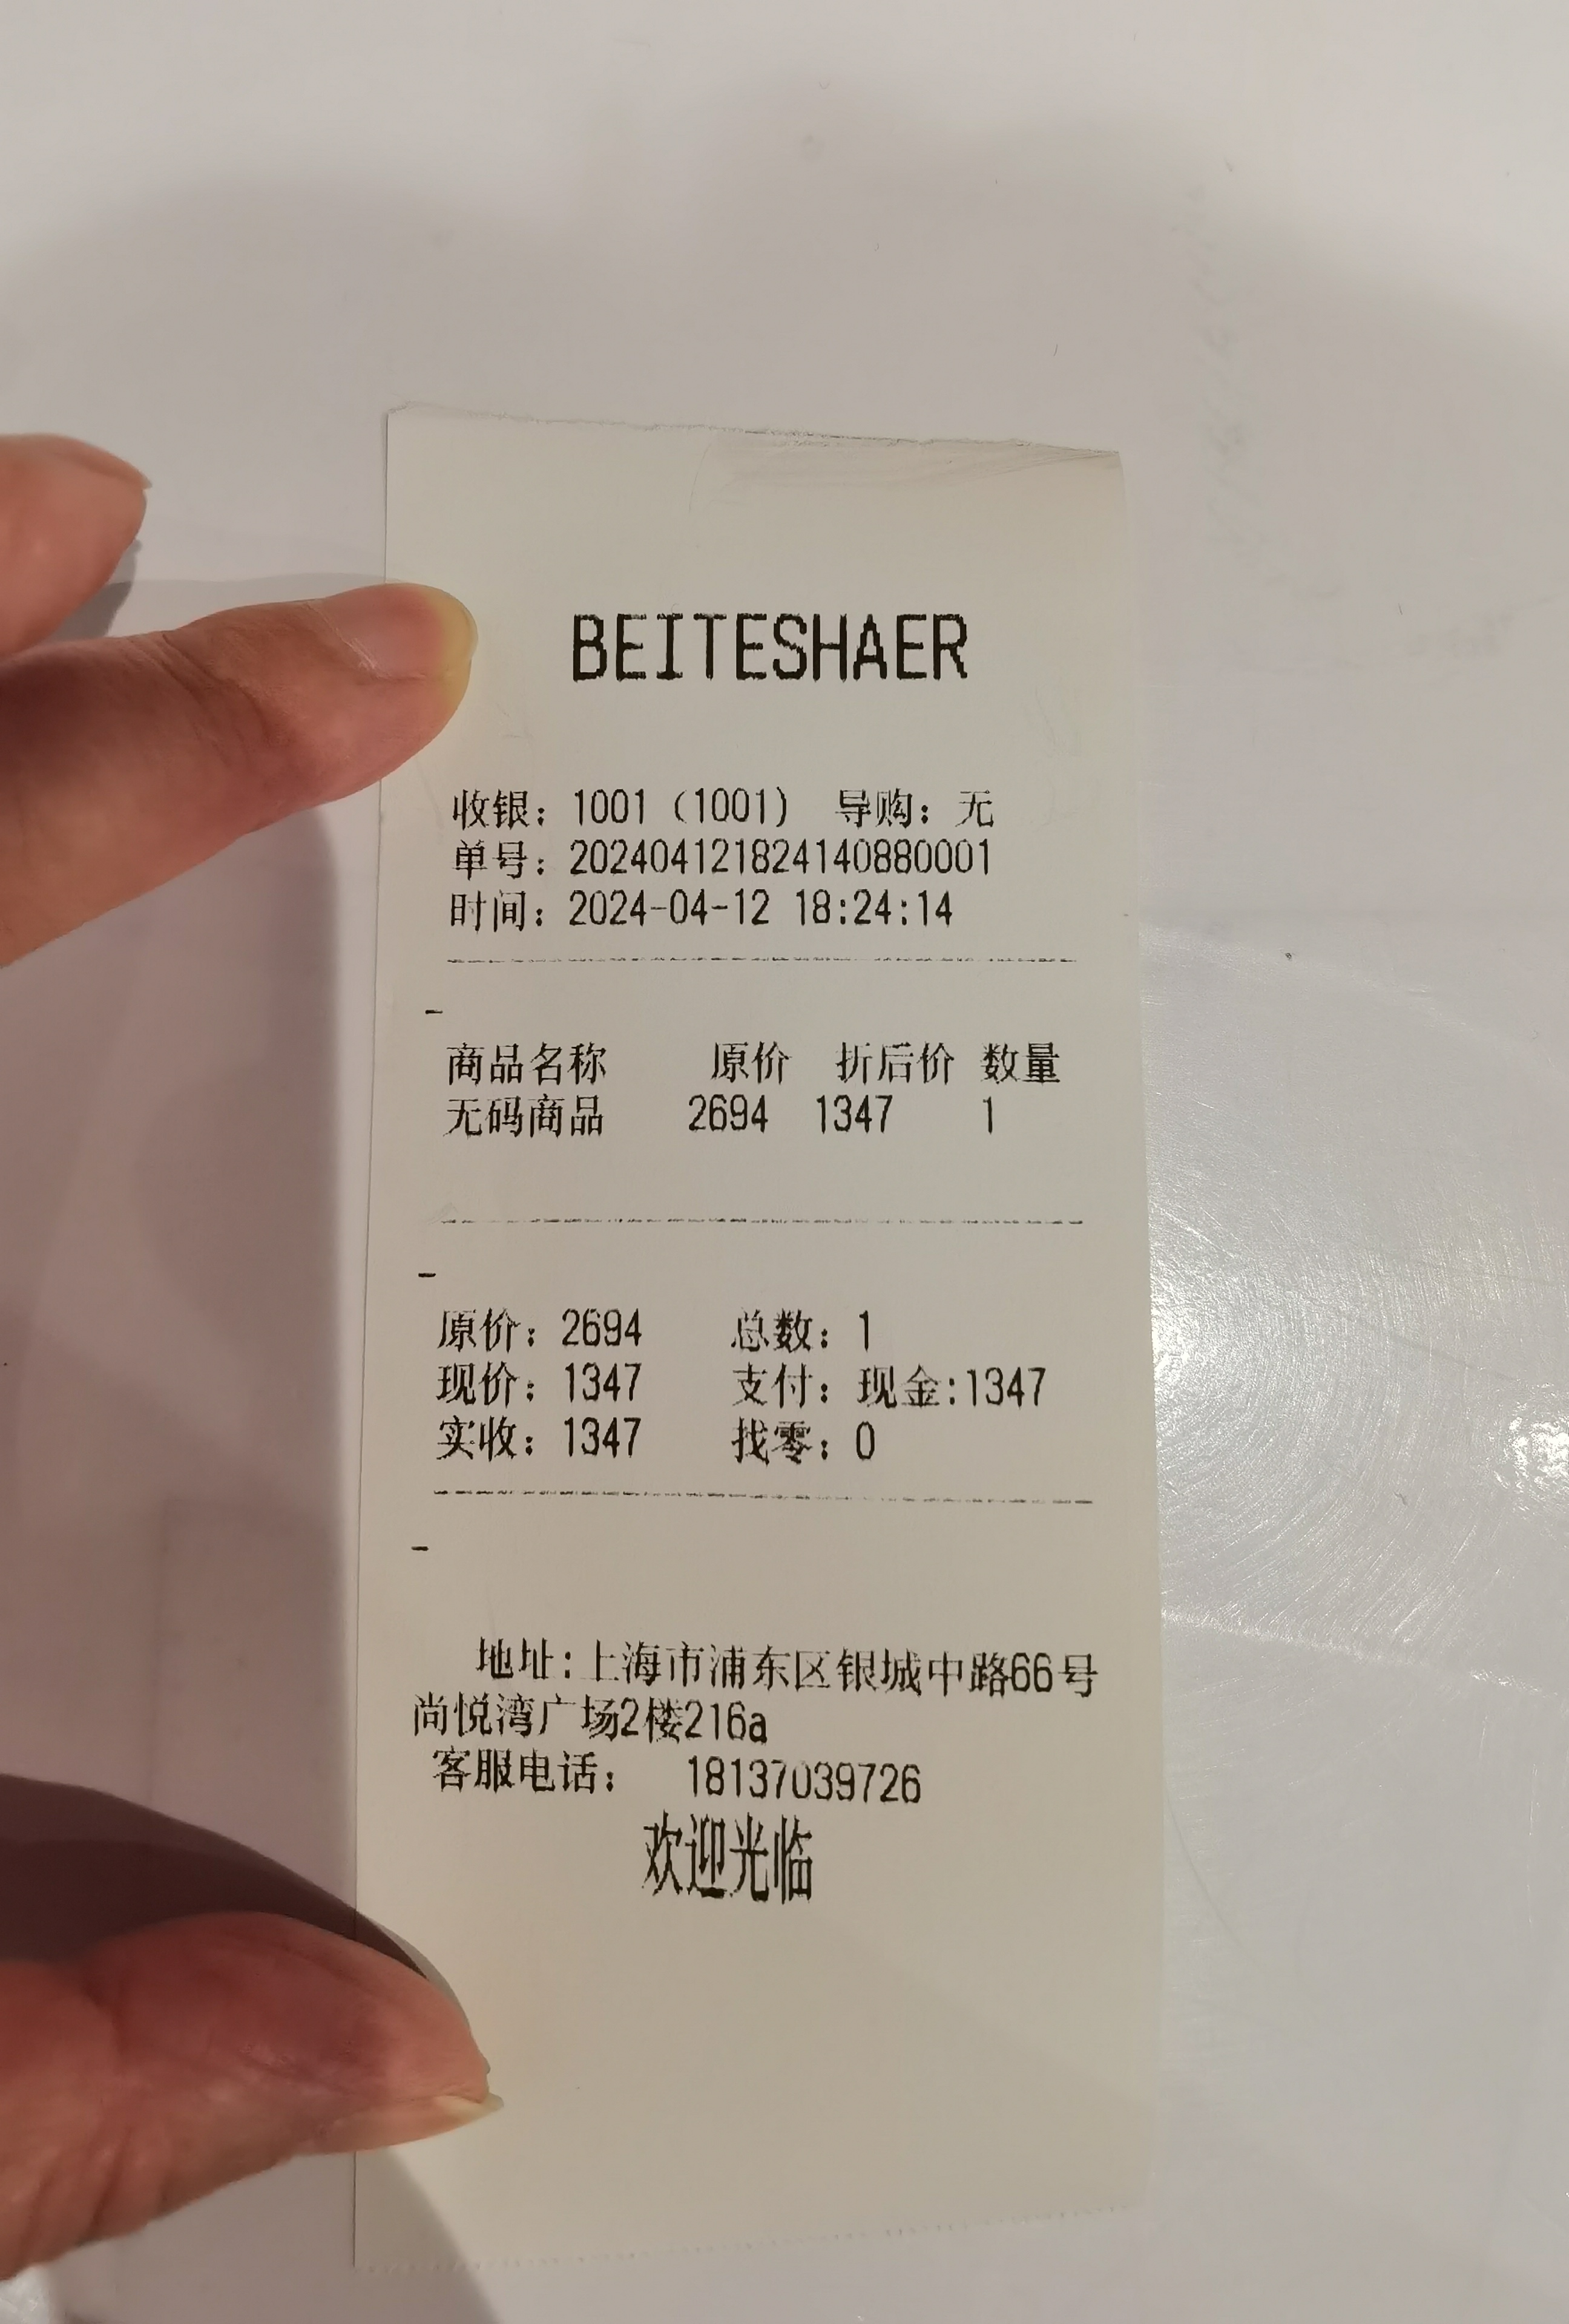 BEITESHAER
收银：1001（1001） 导购：无
单号：202404121824140880001
时间：2024-04-12 18:24:14
商品名称 原价 折后价 数量
无码商品 2694 1347 1
原价：2694 总数：1
现价：1347 支付：现金:1347
实收：1347 找零：0
地址:上海市浦东区银城中路66号
尚悦湾广场2楼216a
客服电话： 18137039726
欢迎光临